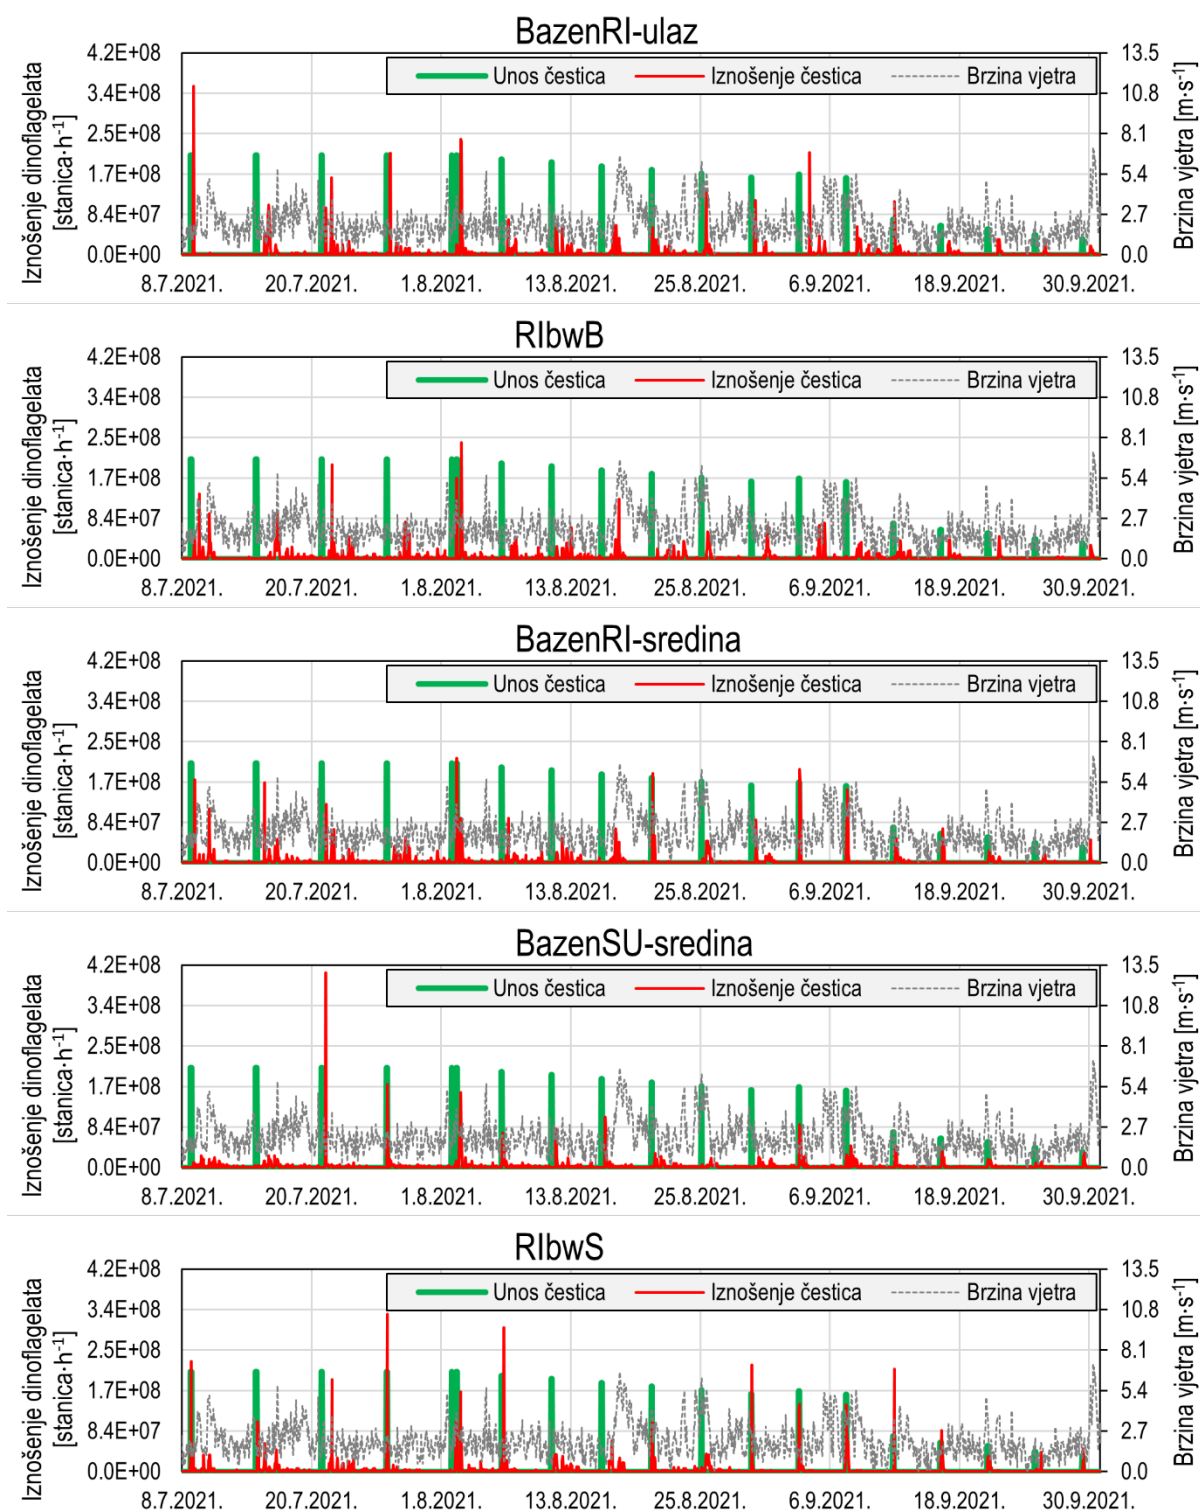 BazenRI-ulaz
Iznošenje dinoflagelata
[stanica·h⁻¹]
4.2E+08
3.4E+08
2.5E+08
1.7E+08
8.4E+07
0.0E+00
Unos čestica
Iznošenje čestica
Brzina vjetra
13.5
10.8
8.1
5.4
2.7
0.0
Brzina vjetra [m·s⁻¹]
8.7.2021.
20.7.2021.
1.8.2021.
13.8.2021.
25.8.2021.
6.9.2021.
18.9.2021.
30.9.2021.
RIbwB
Iznošenje dinoflagelata
[stanica·h⁻¹]
4.2E+08
3.4E+08
2.5E+08
1.7E+08
8.4E+07
0.0E+00
Unos čestica
Iznošenje čestica
Brzina vjetra
13.5
10.8
8.1
5.4
2.7
0.0
Brzina vjetra [m·s⁻¹]
8.7.2021.
20.7.2021.
1.8.2021.
13.8.2021.
25.8.2021.
6.9.2021.
18.9.2021.
30.9.2021.
BazenRI-sredina
Iznošenje dinoflagelata
[stanica·h⁻¹]
4.2E+08
3.4E+08
2.5E+08
1.7E+08
8.4E+07
0.0E+00
Unos čestica
Iznošenje čestica
Brzina vjetra
13.5
10.8
8.1
5.4
2.7
0.0
Brzina vjetra [m·s⁻¹]
8.7.2021.
20.7.2021.
1.8.2021.
13.8.2021.
25.8.2021.
6.9.2021.
18.9.2021.
30.9.2021.
BazenSU-sredina
Iznošenje dinoflagelata
[stanica·h⁻¹]
4.2E+08
3.4E+08
2.5E+08
1.7E+08
8.4E+07
0.0E+00
Unos čestica
Iznošenje čestica
Brzina vjetra
13.5
10.8
8.1
5.4
2.7
0.0
Brzina vjetra [m·s⁻¹]
8.7.2021.
20.7.2021.
1.8.2021.
13.8.2021.
25.8.2021.
6.9.2021.
18.9.2021.
30.9.2021.
RIbwS
Iznošenje dinoflagelata
[stanica·h⁻¹]
4.2E+08
3.4E+08
2.5E+08
1.7E+08
8.4E+07
0.0E+00
Unos čestica
Iznošenje čestica
Brzina vjetra
13.5
10.8
8.1
5.4
2.7
0.0
Brzina vjetra [m·s⁻¹]
8.7.2021.
20.7.2021.
1.8.2021.
13.8.2021.
25.8.2021.
6.9.2021.
18.9.2021.
30.9.2021.